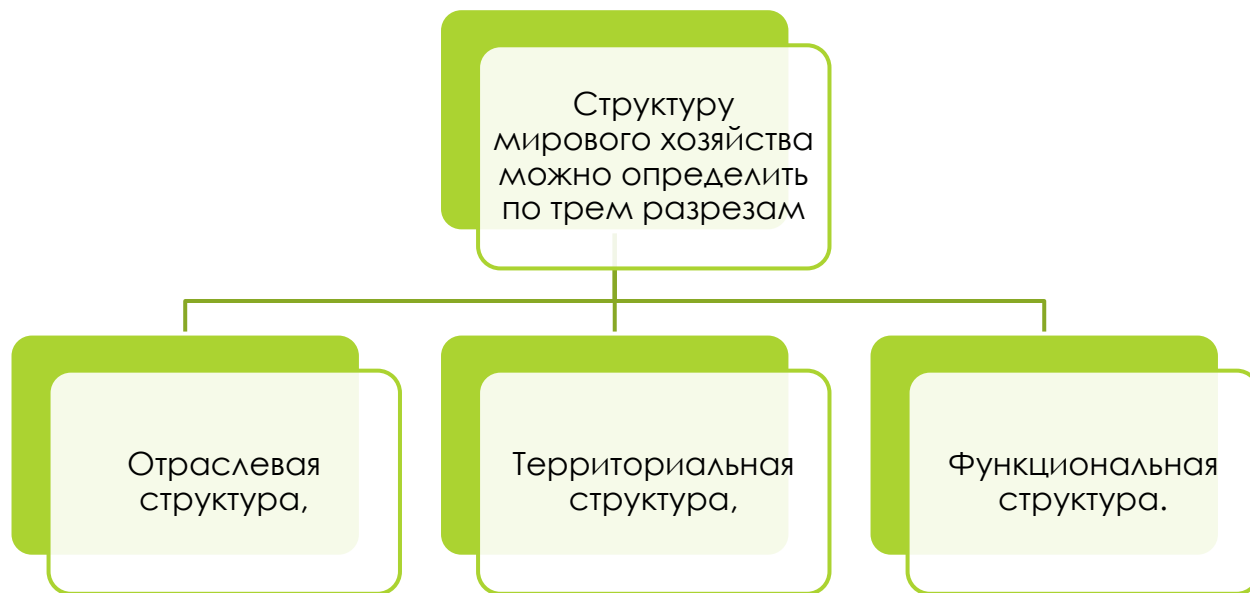 Структуру
мирового хозяйства
можно определить
по трем разрезам
Отраслевая
структура,
Территориальная
структура,
Функциональная
структура.